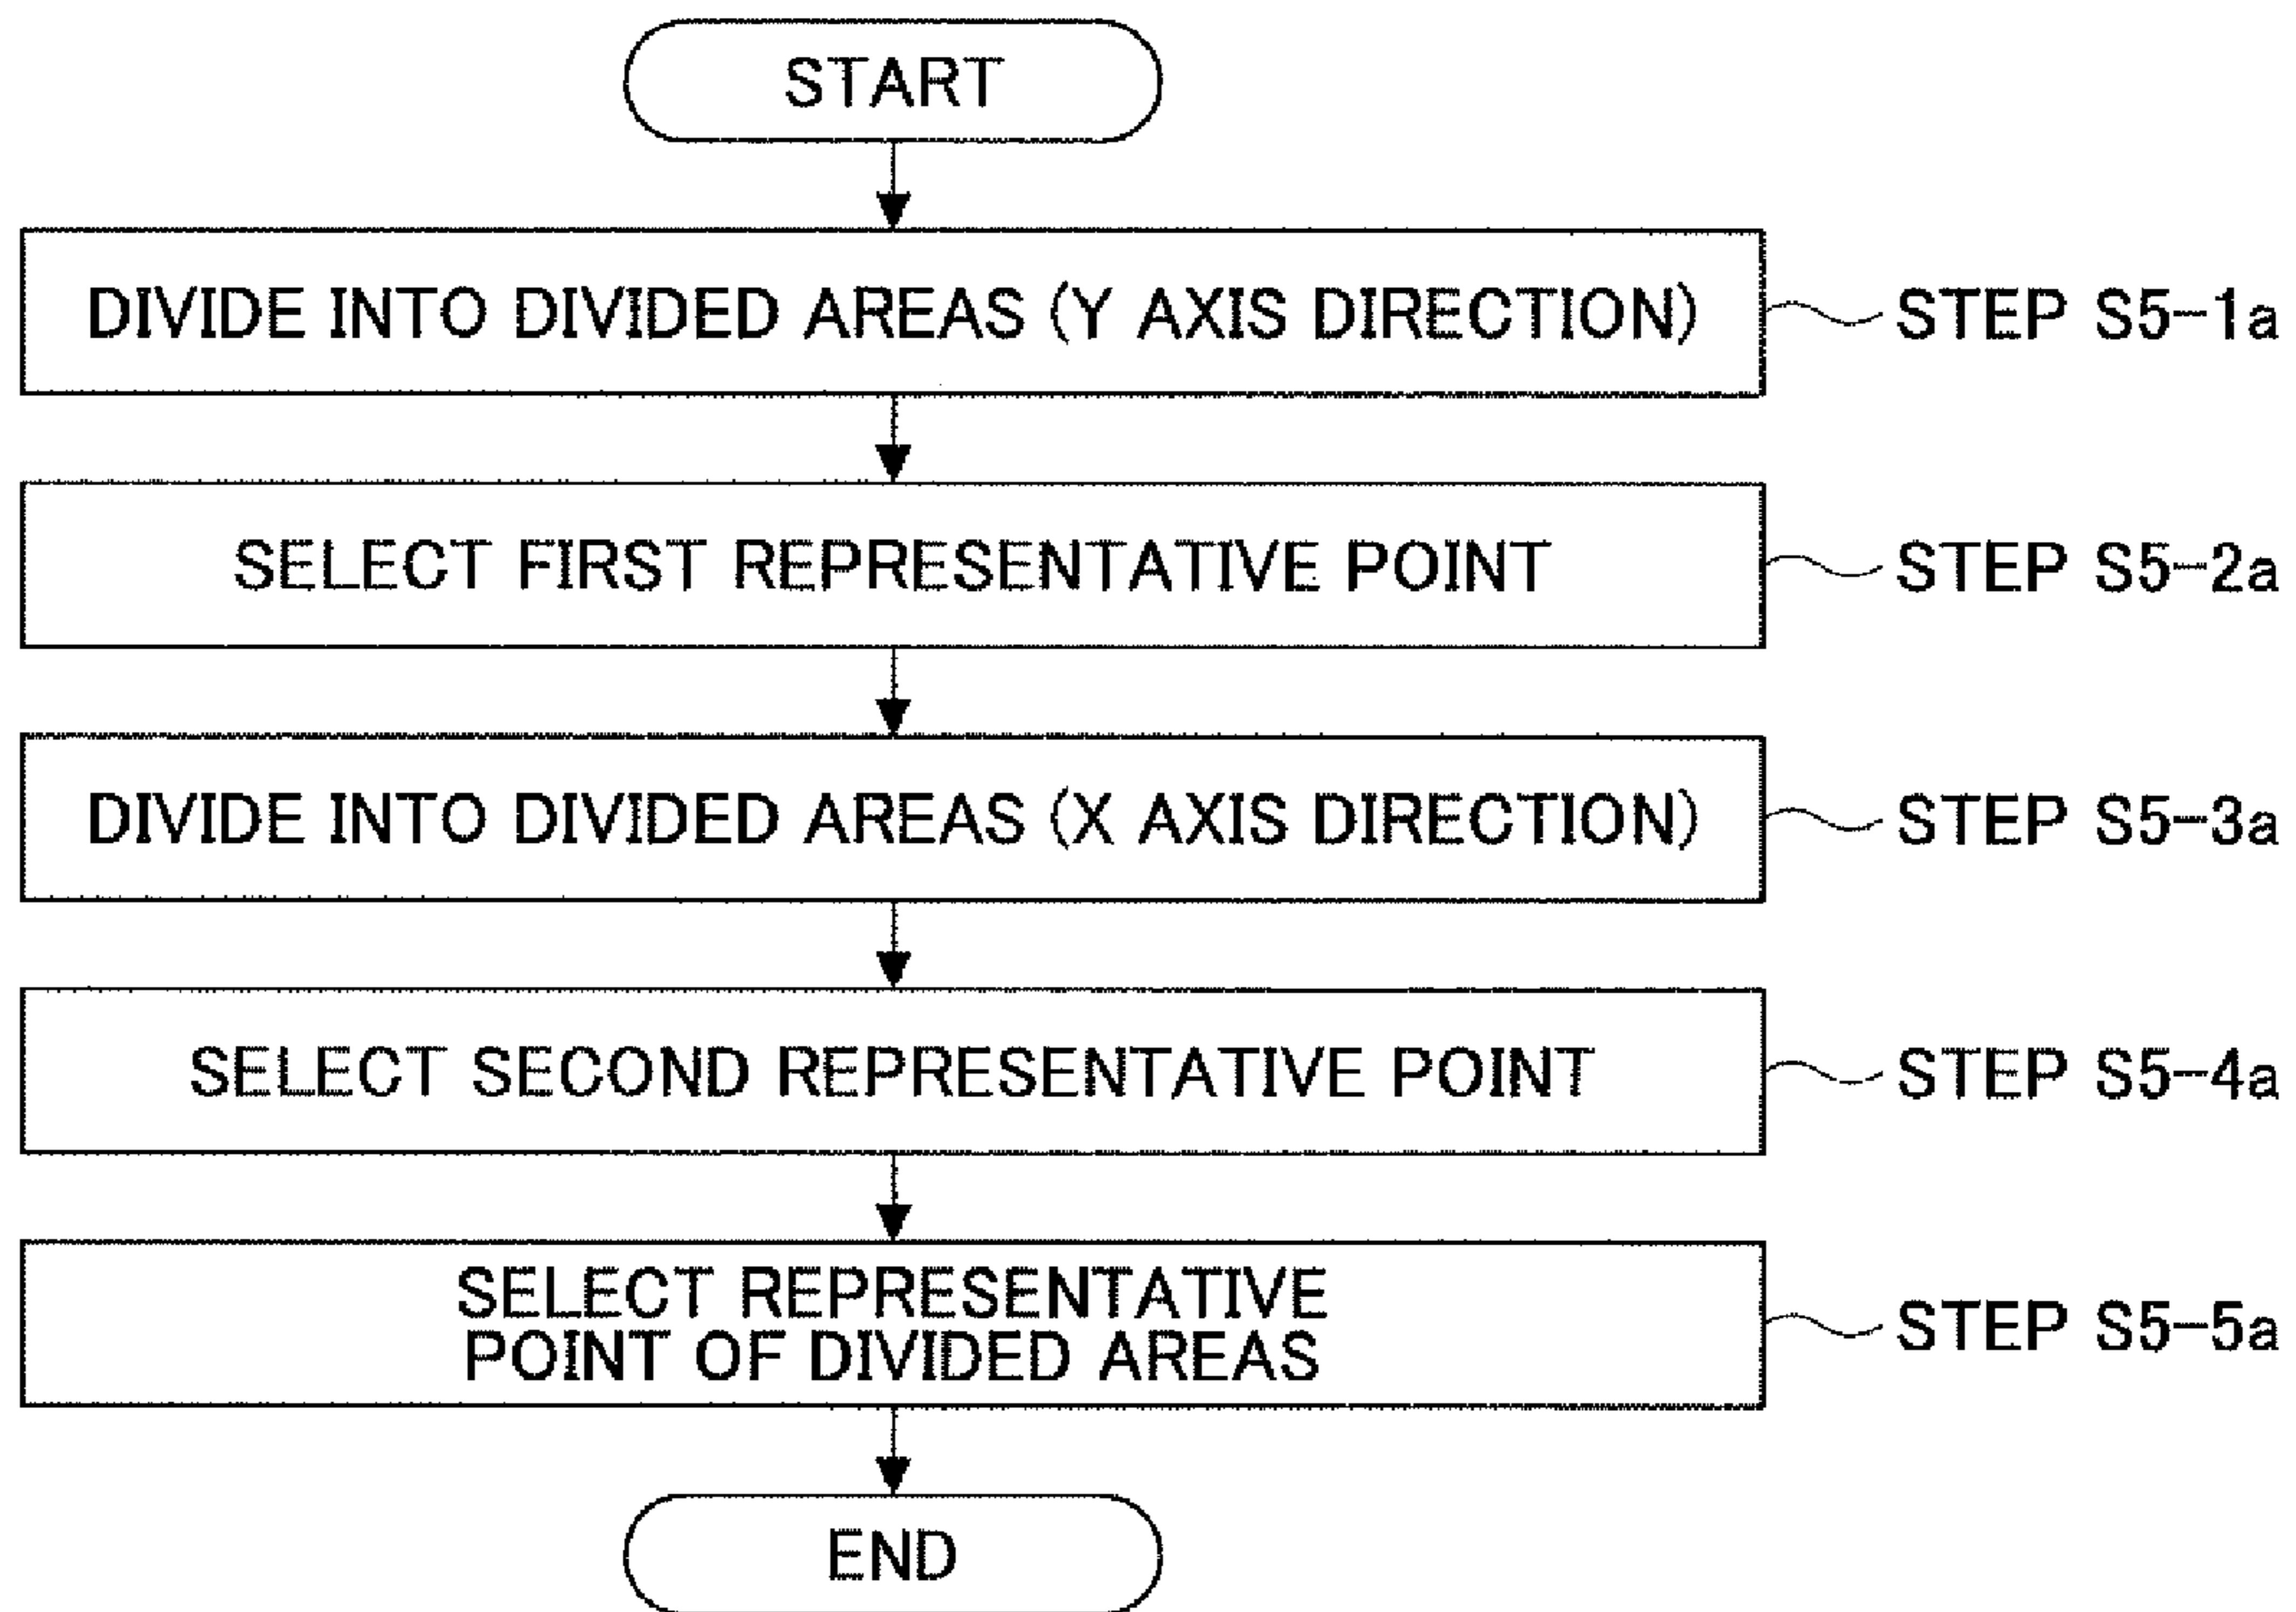 START
DIVIDE INTO DIVIDED AREAS (Y AXIS DIRECTION)
STEP S5-1a
SELECT FIRST REPRESENTATIVE POINT
STEP S5-2a
DIVIDE INTO DIVIDED AREAS (X AXIS DIRECTION)
STEP S5-3a
SELECT SECOND REPRESENTATIVE POINT
STEP S5-4a
SELECT REPRESENTATIVE
POINT OF DIVIDED AREAS
STEP S5-5a
END